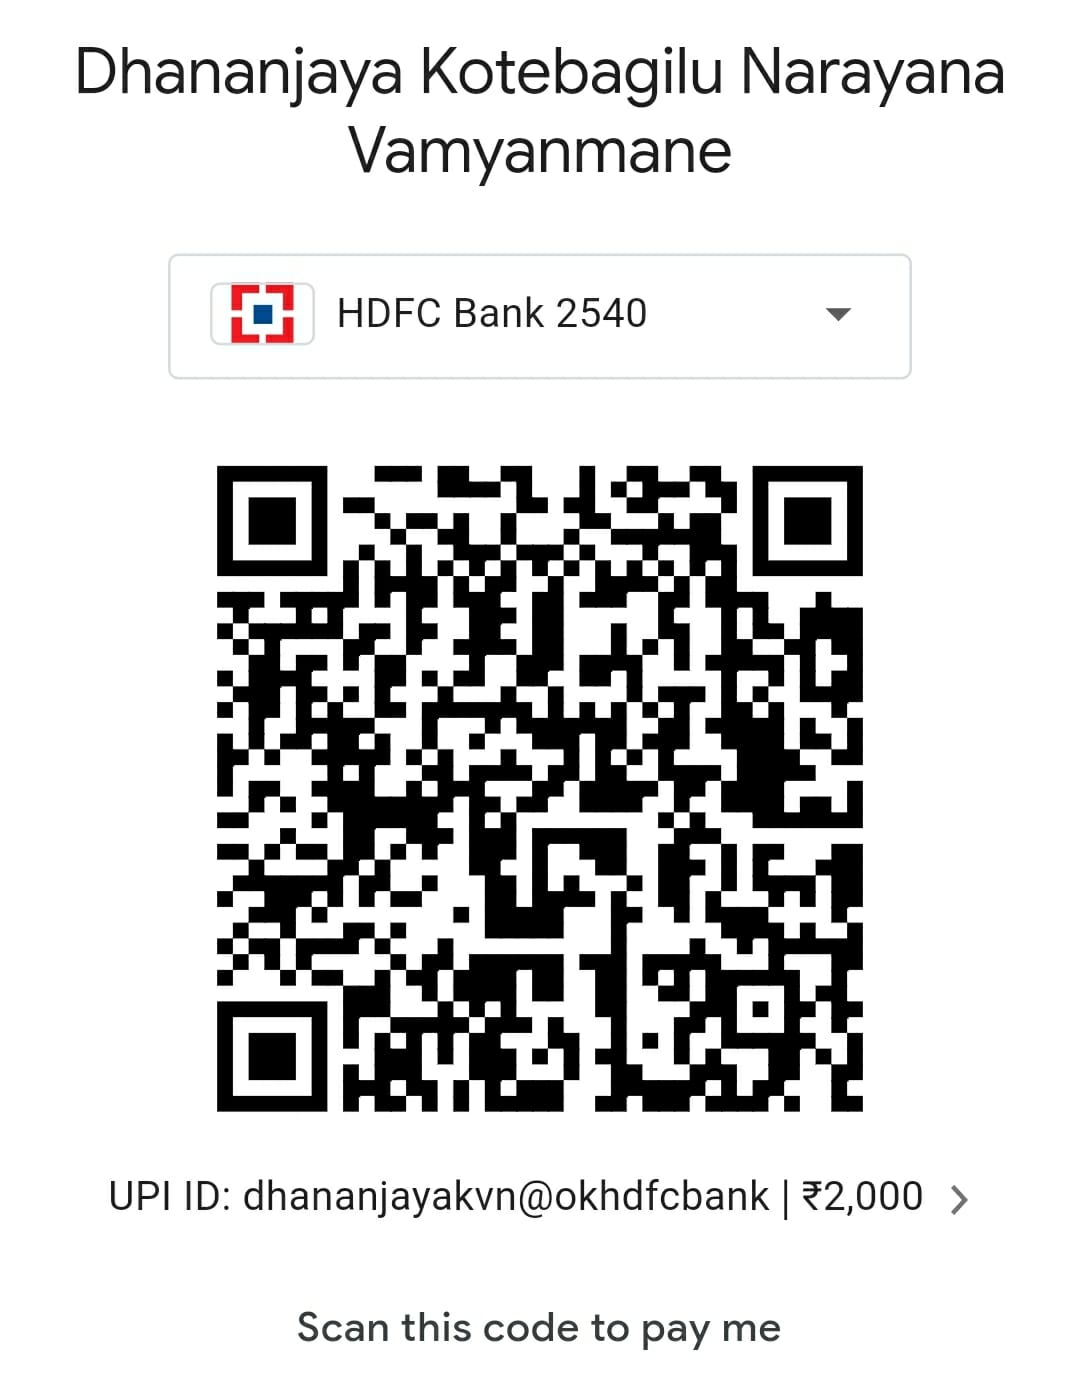 Dhananjaya Kotebagilu Narayana
Vamyanmane
HDFC Bank 2540
UPI ID: dhananjayakvn@okhdfcbank | ₹2,000
Scan this code to pay me